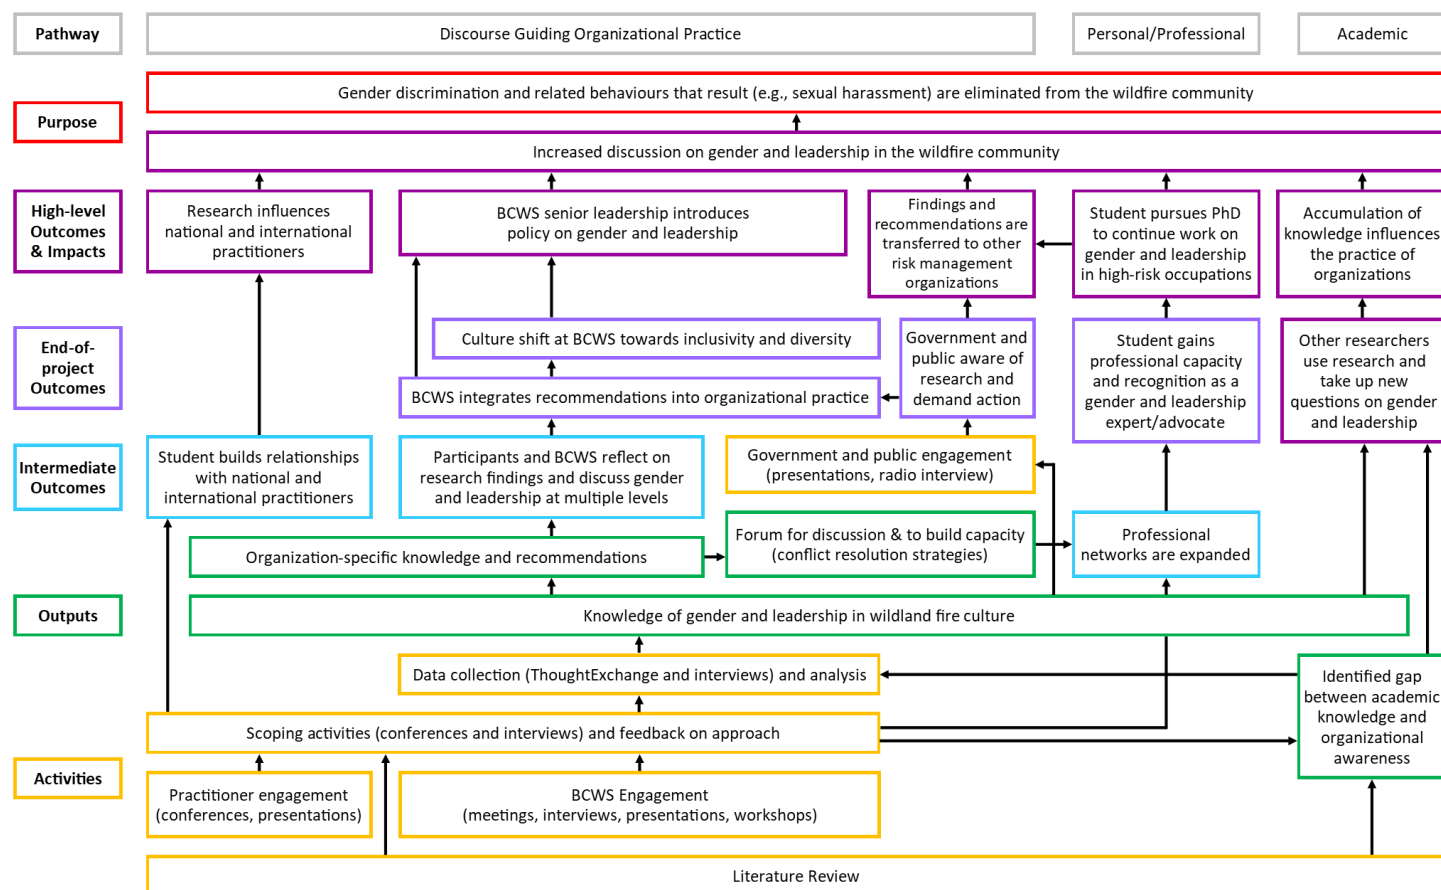 Pathway
Discourse Guiding Organizational Practice
Personal/Professional
Academic
Purpose
Gender discrimination and related behaviours that result (e.g., sexual harassment) are eliminated from the wildfire community
Increased discussion on gender and leadership in the wildfire community
High-level
Outcomes
& Impacts
Research influences
national and international
practitioners
BCWS senior leadership introduces
policy on gender and leadership
Findings and
recommendations are
transferred to other
risk management
organizations
Student pursues PhD
to continue work on
gender and leadership
in high-risk occupations
Accumulation of
knowledge influences
the practice of
organizations
End-of-
project
Outcomes
Culture shift at BCWS towards inclusivity and diversity
BCWS integrates recommendations into organizational practice
Government and
public aware of
research and
demand action
Student gains
professional capacity
and recognition as a
gender and leadership
expert/advocate
Other researchers
use research and
take up new
questions on gender
and leadership
Intermediate
Outcomes
Student builds relationships
with national and
international practitioners
Participants and BCWS reflect on
research findings and discuss gender
and leadership at multiple levels
Government and public engagement
(presentations, radio interview)
Organization-specific knowledge and recommendations
Forum for discussion & to build capacity
(conflict resolution strategies)
Professional
networks are expanded
Outputs
Knowledge of gender and leadership in wildland fire culture
Data collection (ThoughtExchange and interviews) and analysis
Identified gap
between academic
knowledge and
organizational
awareness
Scoping activities (conferences and interviews) and feedback on approach
Activities
Practitioner engagement
(conferences, presentations)
BCWS Engagement
(meetings, interviews, presentations, workshops)
Literature Review